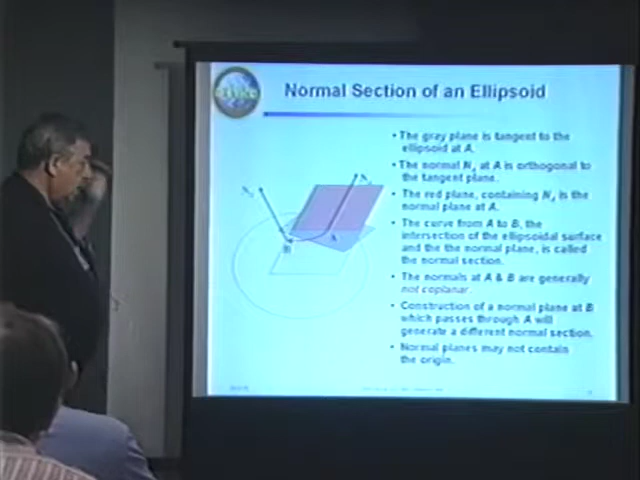 Normal Section of an Ellipsoid
• The gray plane is tangent to the
ellipsoid at A.
• The normal NA at A is orthogonal to
the tangent plane.
• The red plane, containing NA is the
normal plane at A.
• The curve from A to B, the
intersection of the ellipsoidal surface
and the the normal plane, is called
the normal section.
• The normals at A & B are generally
not coplanar.
• Construction of a normal plane at B
which passes through A will
generate a different normal section.
• Normal planes may not contain
the origin.
A
B